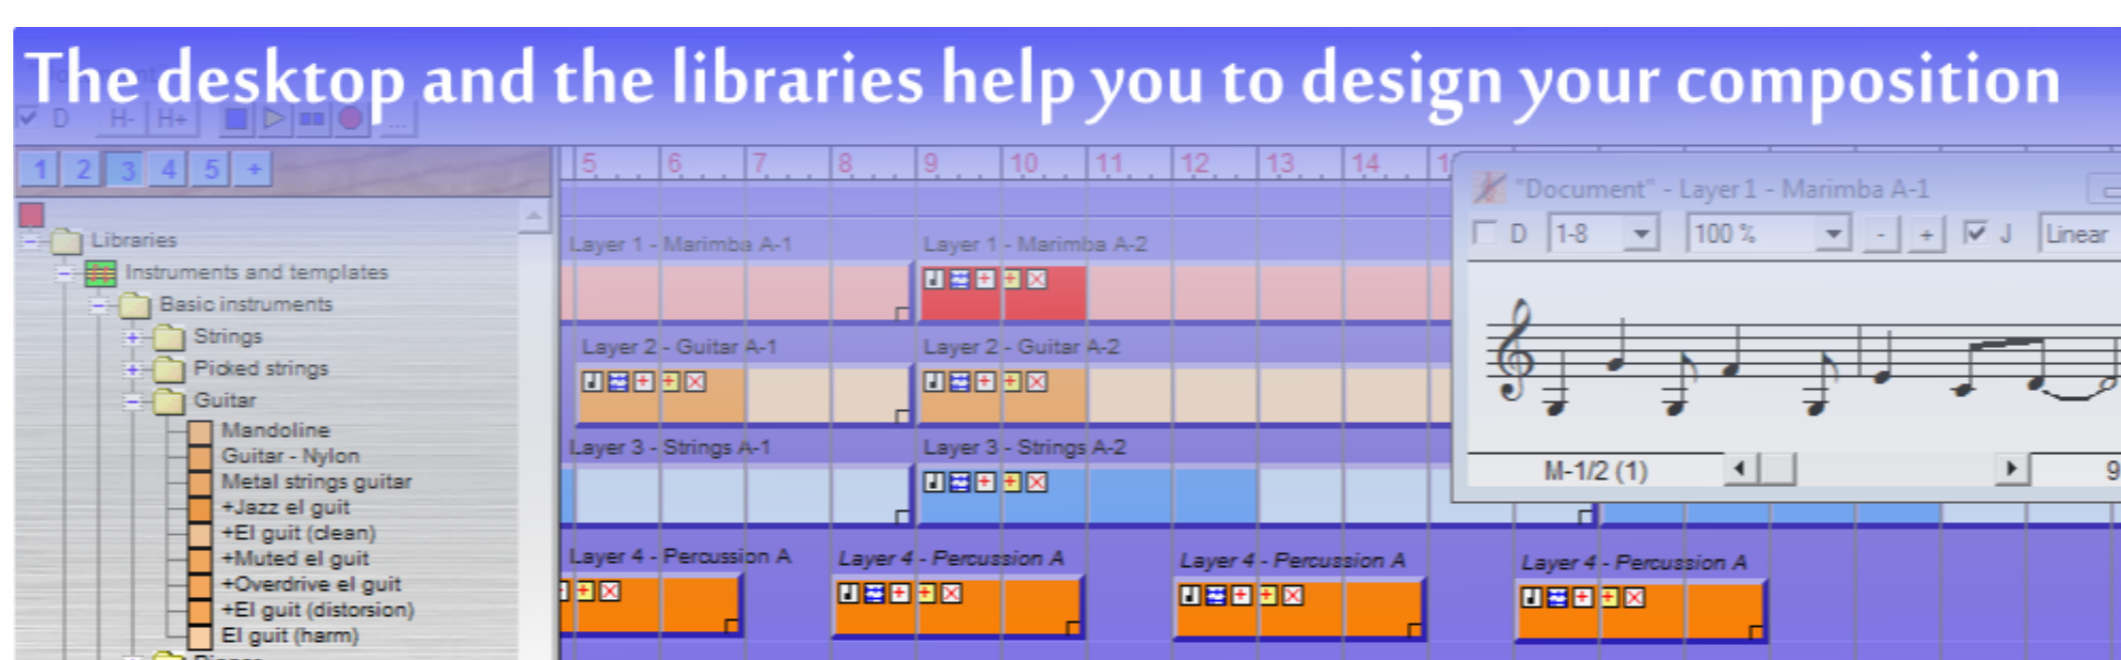 The desktop and the libraries help you to design your composition
D H- H+ ...
1 2 3 4 5 +
5 6 7 8 9 10 11 12 13 14
"Document" - Layer 1 - Marimba A-1
D 1-8 100 % - + J Linear
Libraries
Instruments and templates
Basic instruments
Strings
Picked strings
Guitar
Mandoline
Guitar - Nylon
Metal strings guitar
+Jazz el guit
+El guit (clean)
+Muted el guit
+Overdrive el guit
+El guit (distorsion)
El guit (harm)
Layer 1 - Marimba A-1 Layer 1 - Marimba A-2
Layer 2 - Guitar A-1 Layer 2 - Guitar A-2
Layer 3 - Strings A-1 Layer 3 - Strings A-2
Layer 4 - Percussion A Layer 4 - Percussion A Layer 4 - Percussion A Layer 4 - Percussion A
M-1/2 (1) 9